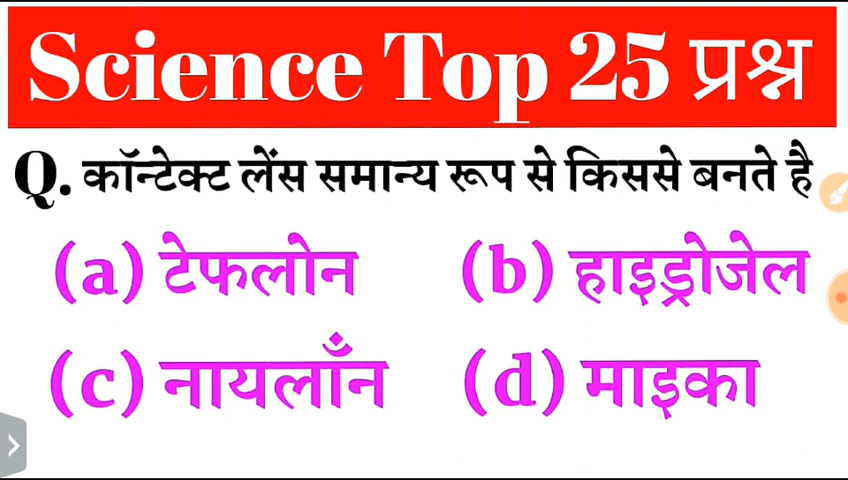 Science Top 25 प्रश्न
Q. कॉन्टेक्ट लेंस समान्य रूप से किससे बनते है
(a) टेफलोन (b) हाइड्रोजेल
(c) नायलाँन (d) माइका